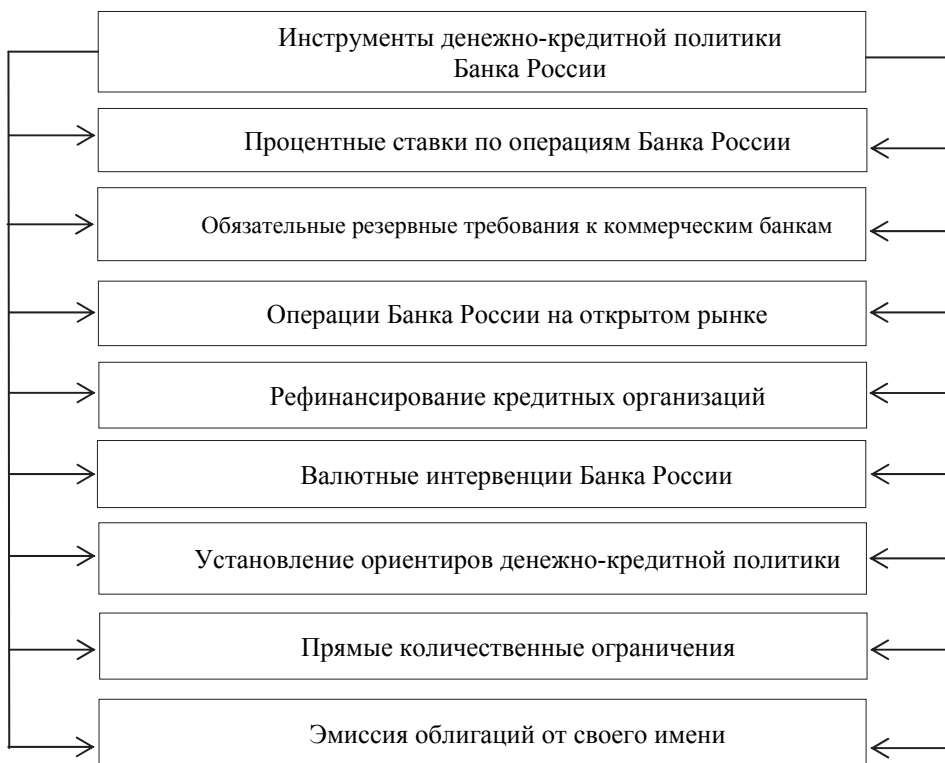 Инструменты денежно-кредитной политики
Банка России
Процентные ставки по операциям Банка России
Обязательные резервные требования к коммерческим банкам
Операции Банка России на открытом рынке
Рефинансирование кредитных организаций
Валютные интервенции Банка России
Установление ориентиров денежно-кредитной политики
Прямые количественные ограничения
Эмиссия облигаций от своего имени